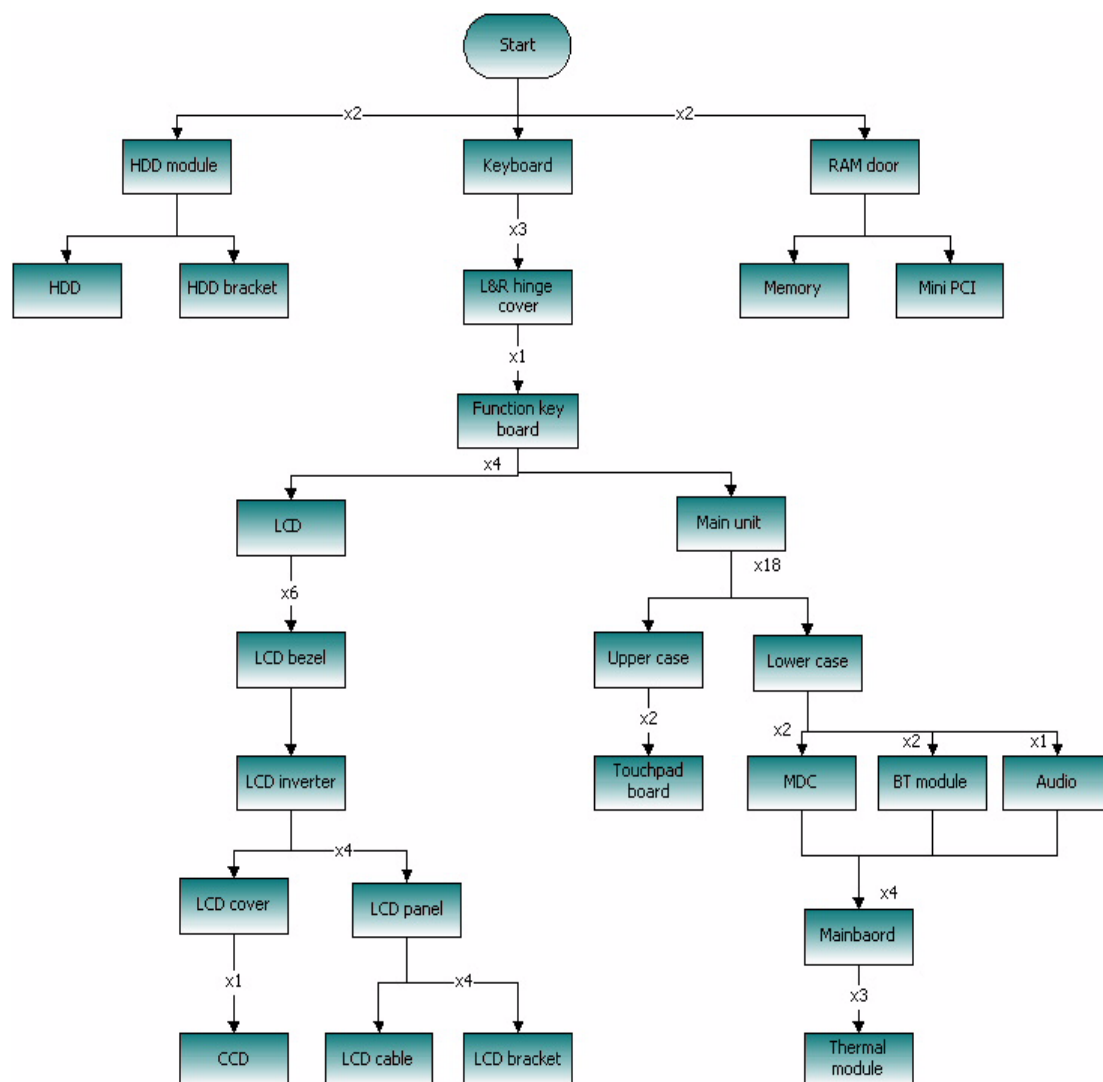 Start
x2
x2
HDD module
Keyboard
RAM door
x3
HDD
HDD bracket
L&R hinge
cover
Memory
Mini PCI
x1
Function key
board
x4
LCD
Main unit
x18
x6
LCD bezel
Upper case
Lower case
x2
x2
x2
x1
LCD inverter
Touchpad
board
MDC
BT module
Audio
x4
LCD cover
LCD panel
x4
Mainbaord
x1
x4
x3
CCD
LCD cable
LCD bracket
Thermal
module